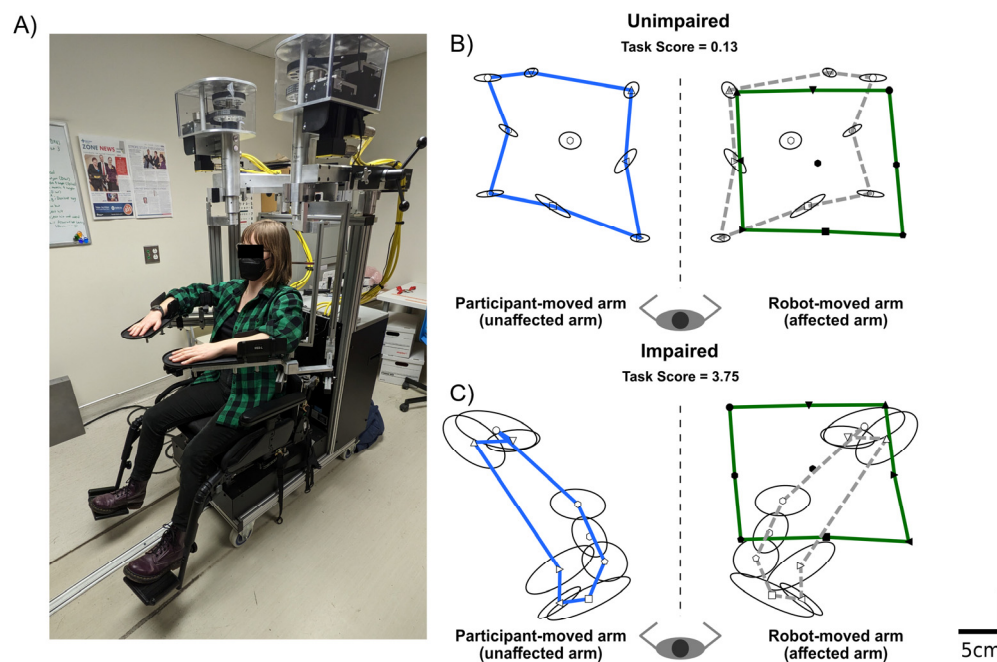 A)
ZONE NEWS
Unimpaired
B)
Task Score = 0.13
Participant-moved arm
(unaffected arm)
Robot-moved arm
(affected arm)
Impaired
C)
Task Score = 3.75
Participant-moved arm
(unaffected arm)
Robot-moved arm
(affected arm)
5cm